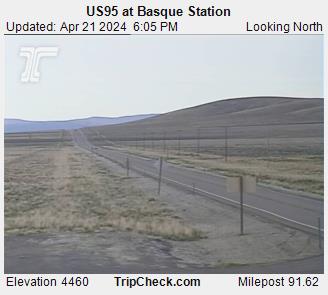 US95 at Basque Station
Updated: Apr 21 2024 6:05 PM Looking North
Elevation 4460 TripCheck.com Milepost 91.62